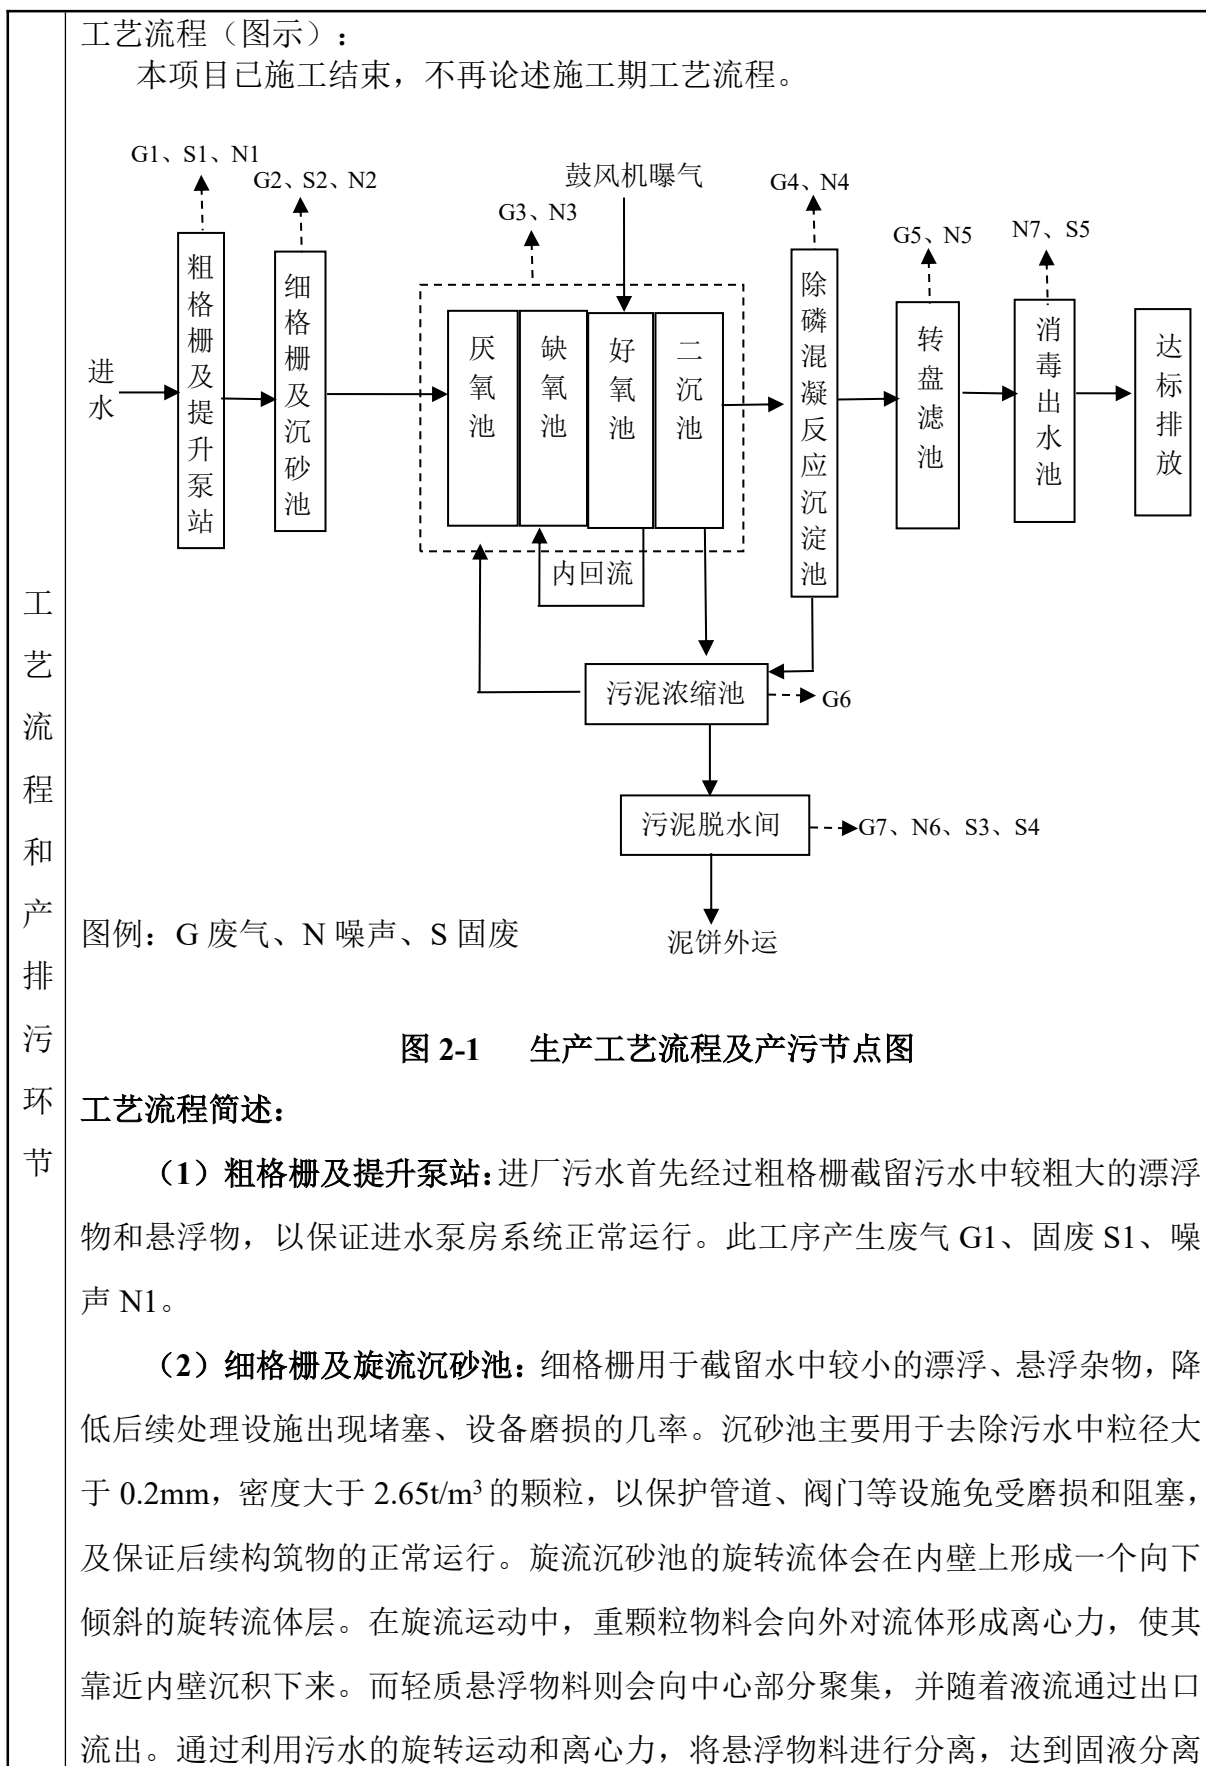 工艺流程（图示）：
本项目已施工结束，不再论述施工期工艺流程。
G1、S1、N1
G2、S2、N2
鼓风机曝气
G4、N4
G3、N3
G5、N5
N7、S5
进水
粗格栅及提升泵站
细格栅及沉砂池
厌氧池
缺氧池
好氧池
二沉池
除磷混凝反应沉淀池
转盘滤池
消毒出水池
达标排放
内回流
污泥浓缩池
G6
污泥脱水间
G7、N6、S3、S4
泥饼外运
图例：G 废气、N 噪声、S 固废
工艺流程和产排污环节
图 2-1 生产工艺流程及产污节点图
工艺流程简述：
（1）粗格栅及提升泵站：进厂污水首先经过粗格栅截留污水中较粗大的漂浮
物和悬浮物，以保证进水泵房系统正常运行。此工序产生废气 G1、固废 S1、噪
声 N1。
（2）细格栅及旋流沉砂池：细格栅用于截留水中较小的漂浮、悬浮杂物，降
低后续处理设施出现堵塞、设备磨损的几率。沉砂池主要用于去除污水中粒径大
于 0.2mm，密度大于 2.65t/m³ 的颗粒，以保护管道、阀门等设施免受磨损和阻塞，
及保证后续构筑物的正常运行。旋流沉砂池的旋转流体会在内壁上形成一个向下
倾斜的旋转流体层。在旋流运动中，重颗粒物料会向外对流体形成离心力，使其
靠近内壁沉积下来。而轻质悬浮物料则会向中心部分聚集，并随着液流通过出口
流出。通过利用污水的旋转运动和离心力，将悬浮物料进行分离，达到固液分离